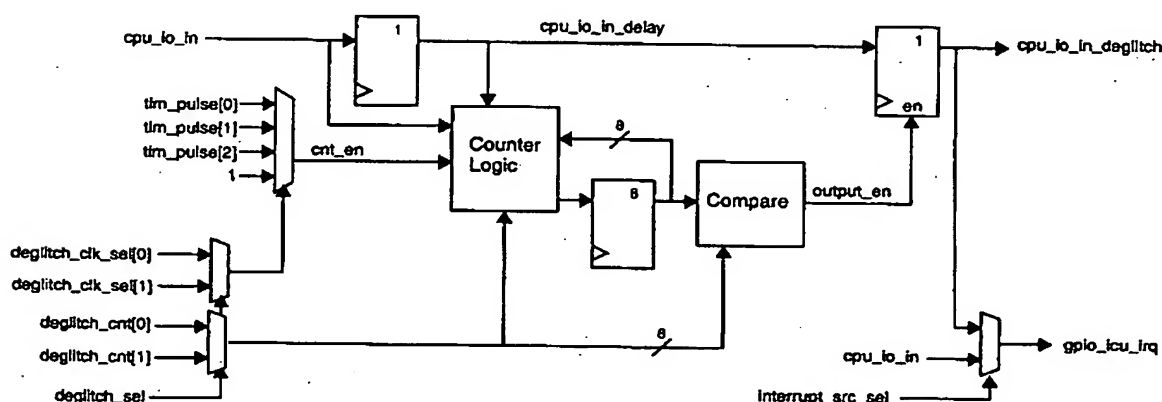 cpu_io_in
1
cpu_io_in_delay
1
cpu_io_in_deglitch
en
tim_pulse[0]
tim_pulse[1]
tim_pulse[2]
1
cnt_en
Counter
Logic
8
8
Compare
output_en
deglitch_clk_sel[0]
deglitch_clk_sel[1]
deglitch_cnt[0]
deglitch_cnt[1]
8
deglitch_sel
cpu_io_in
gpio_icu_irq
interrupt_src_sel